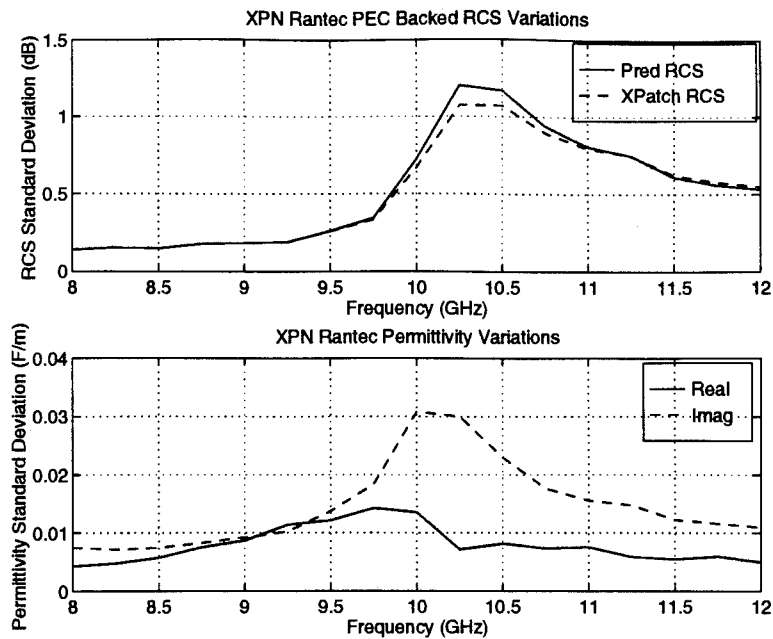 XPN Rantec PEC Backed RCS Variations
1.5
1
0.5
0
RCS Standard Deviation (dB)
Pred RCS
XPatch RCS
8 8.5 9 9.5 10 10.5 11 11.5 12
Frequency (GHz)
XPN Rantec Permittivity Variations
0.04
0.03
0.02
0.01
0
Permittivity Standard Deviation (F/m)
Real
Imag
8 8.5 9 9.5 10 10.5 11 11.5 12
Frequency (GHz)